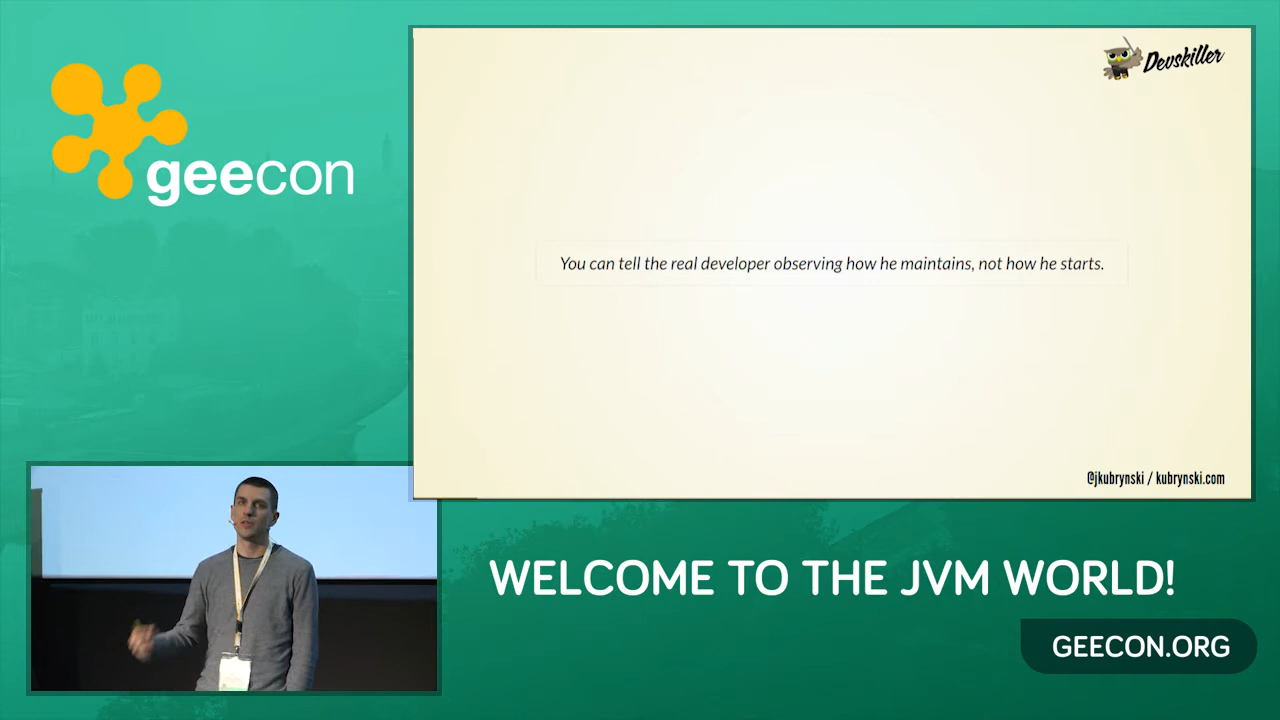 geecon
Devskiller
You can tell the real developer observing how he maintains, not how he starts.
@jkubrynski / kubrynski.com
WELCOME TO THE JVM WORLD!
GEECON.ORG